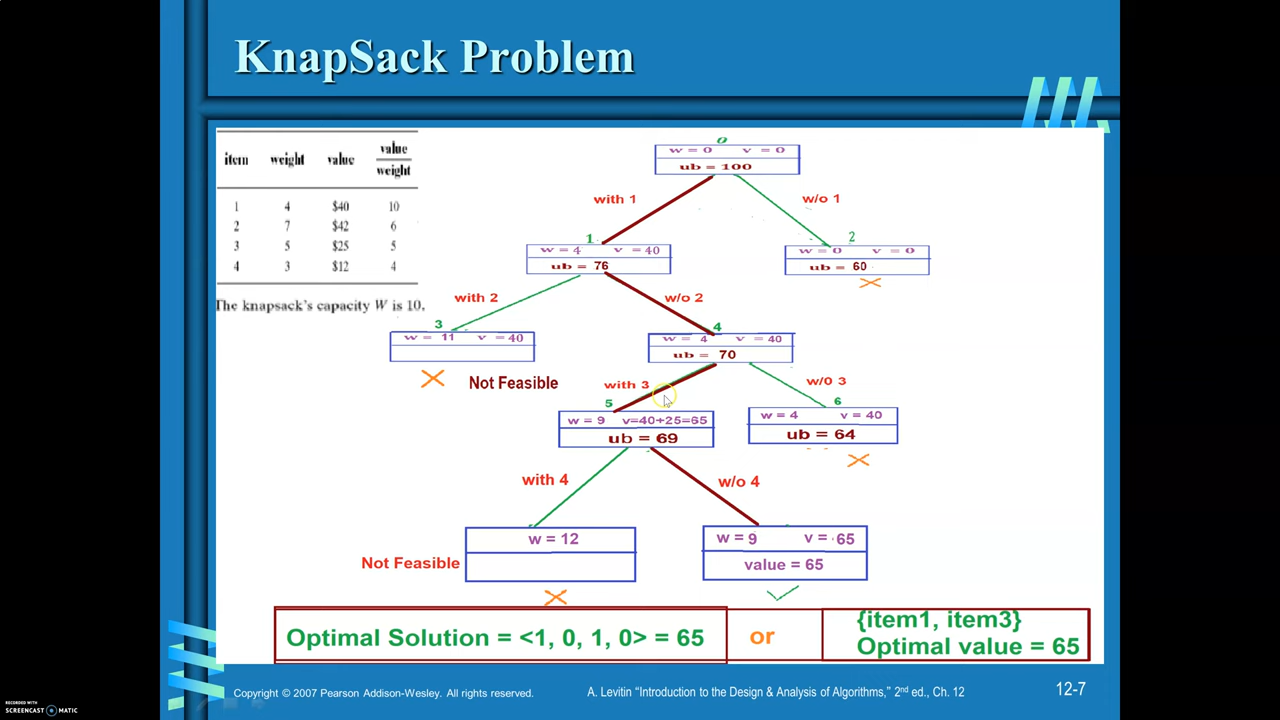 KnapSack Problem
item weight value value/weight
1 4 $40 10
2 7 $42 6
3 5 $25 5
4 3 $12 4
The knapsack's capacity W is 10.
0
w = 0 v = 0
ub = 100
with 1
w/o 1
1
w = 4 v = 40
ub = 76
2
w = 0 v = 0
ub = 60
with 2
w/o 2
3
w = 11 v = 40
Not Feasible
4
w = 4 v = 40
ub = 70
with 3
w/0 3
5
w = 9 v=40+25=65
ub = 69
6
w = 4 v = 40
ub = 64
with 4
w/o 4
w = 12
Not Feasible
w = 9 v = 65
value = 65
Optimal Solution = <1, 0, 1, 0> = 65
or
{item1, item3}
Optimal value = 65
Copyright © 2007 Pearson Addison-Wesley. All rights reserved.
A. Levitin "Introduction to the Design & Analysis of Algorithms," 2nd ed., Ch. 12
12-7
RECORDED WITH
SCREENCAST MATIC